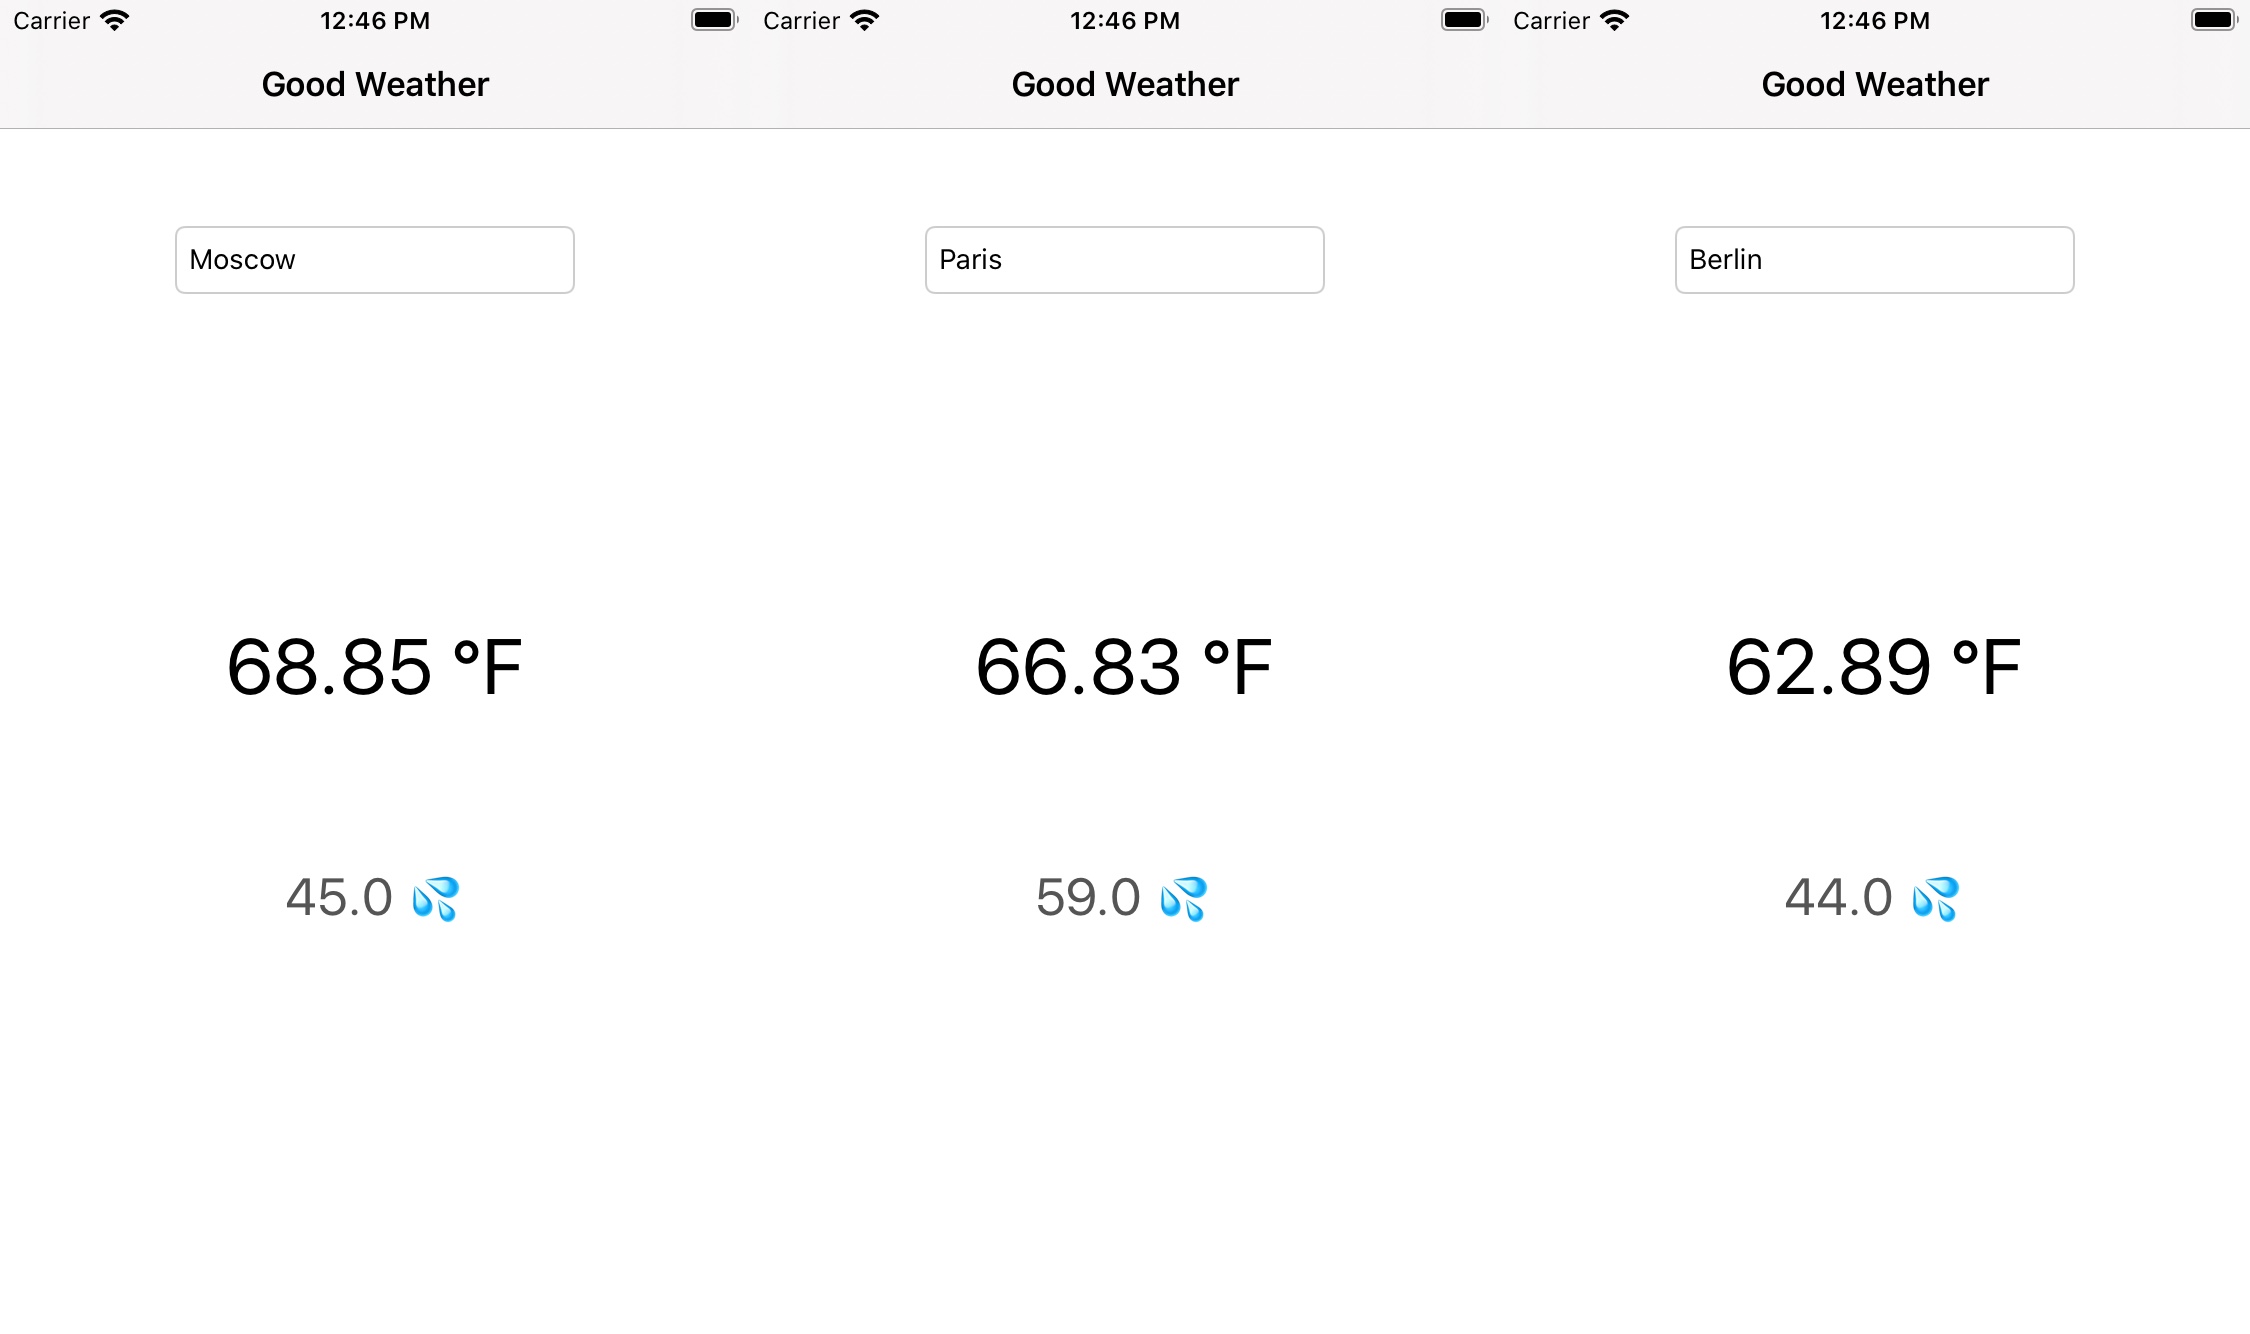 Carrier 12:46 PM
Good Weather
Moscow
68.85 °F
45.0 💦
Carrier 12:46 PM
Good Weather
Paris
66.83 °F
59.0 💦
Carrier 12:46 PM
Good Weather
Berlin
62.89 °F
44.0 💦